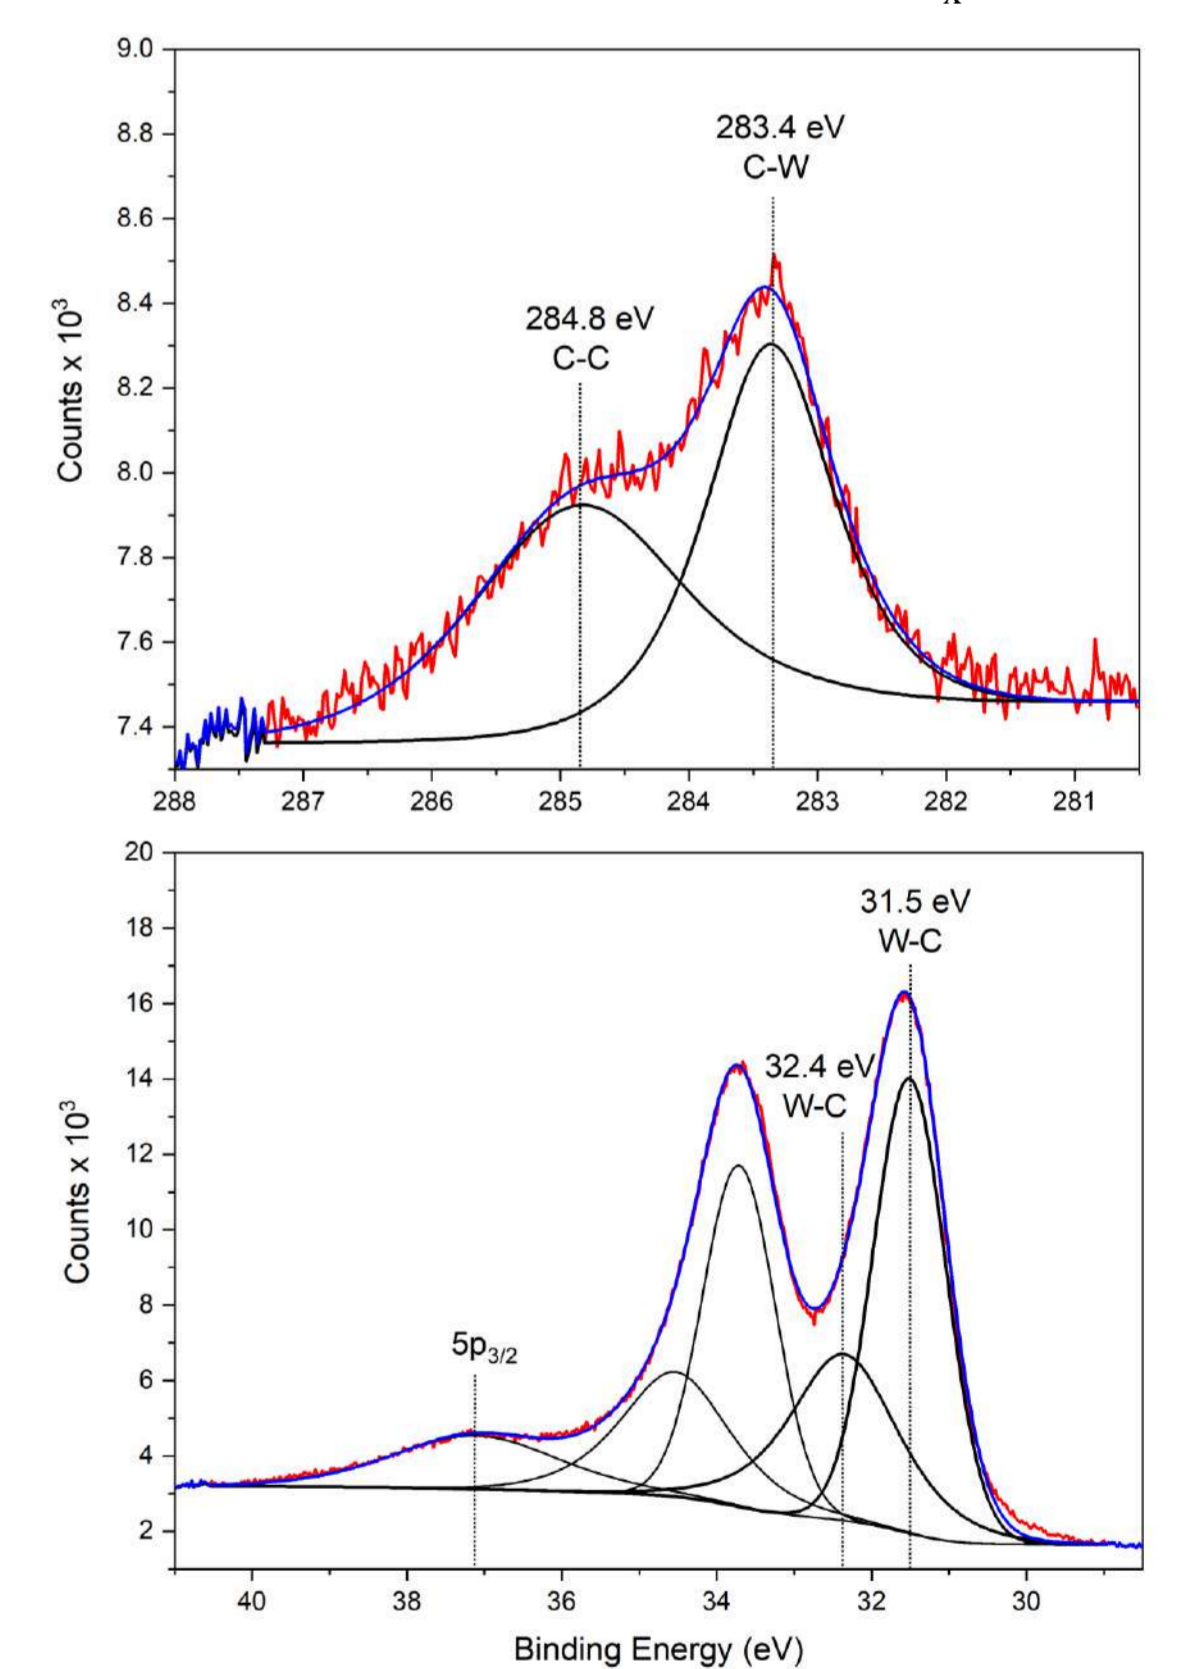 X
9.0
8.8
8.6
8.4
8.2
8.0
7.8
7.6
7.4
Counts x 10³
283.4 eV
C-W
284.8 eV
C-C
288 287 286 285 284 283 282 281
20
18
16
14
12
10
8
6
4
2
Counts x 10³
31.5 eV
W-C
32.4 eV
W-C
5p3/2
40 38 36 34 32 30
Binding Energy (eV)